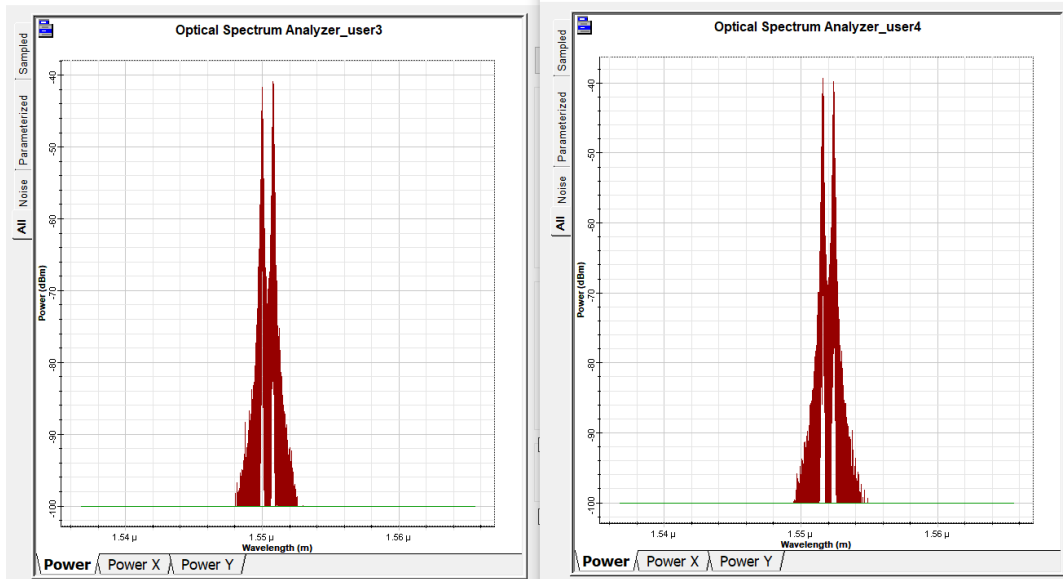 Optical Spectrum Analyzer_user3
Sampled
Parameterized
Noise
All
Power (dBm)
-40
-50
-60
-70
-80
-90
-100
1.54 µ
1.55 µ
1.56 µ
Wavelength (m)
Power
Power X
Power Y
Optical Spectrum Analyzer_user4
Sampled
Parameterized
Noise
All
Power (dBm)
-40
-50
-60
-70
-80
-90
-100
1.54 µ
1.55 µ
1.56 µ
Wavelength (m)
Power
Power X
Power Y